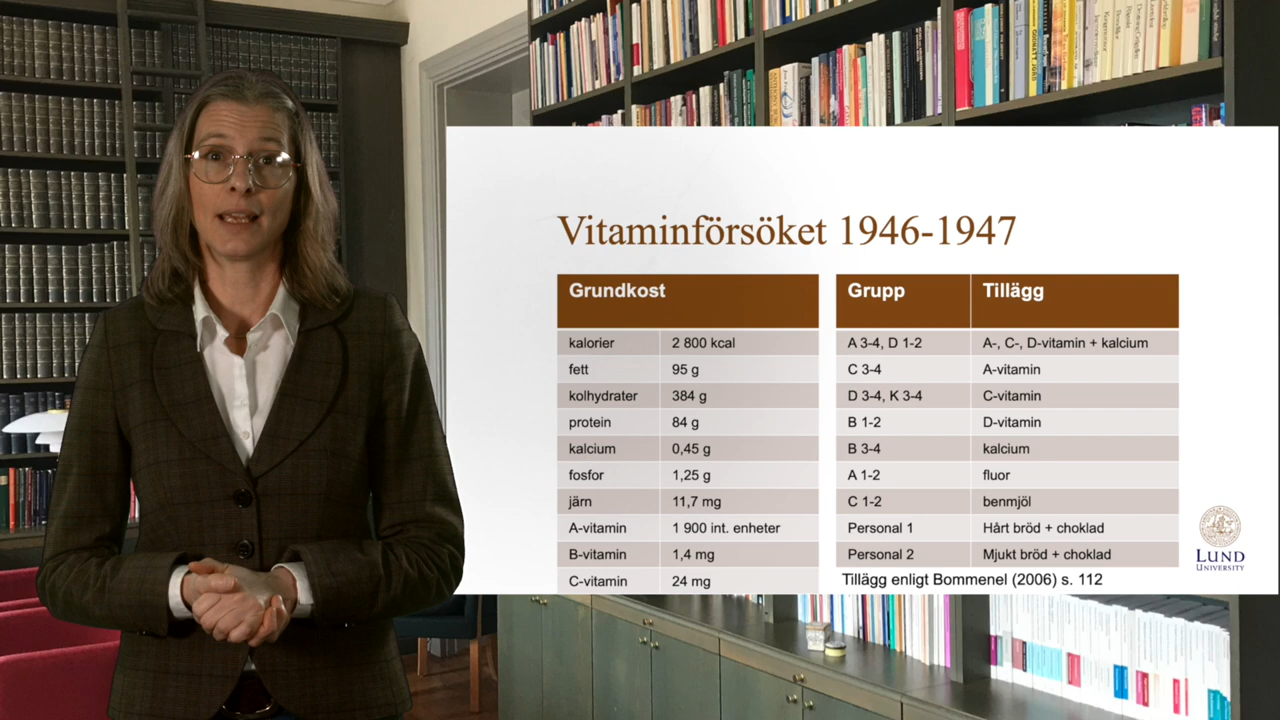 Vitaminförsöket 1946-1947
Grundkost
kalorier 2 800 kcal
fett 95 g
kolhydrater 384 g
protein 84 g
kalcium 0,45 g
fosfor 1,25 g
järn 11,7 mg
A-vitamin 1 900 int. enheter
B-vitamin 1,4 mg
C-vitamin 24 mg
Grupp Tillägg
A 3-4, D 1-2 A-, C-, D-vitamin + kalcium
C 3-4 A-vitamin
D 3-4, K 3-4 C-vitamin
B 1-2 D-vitamin
B 3-4 kalcium
A 1-2 fluor
C 1-2 benmjöl
Personal 1 Hårt bröd + choklad
Personal 2 Mjukt bröd + choklad
Tillägg enligt Bommenel (2006) s. 112
LUND
UNIVERSITY